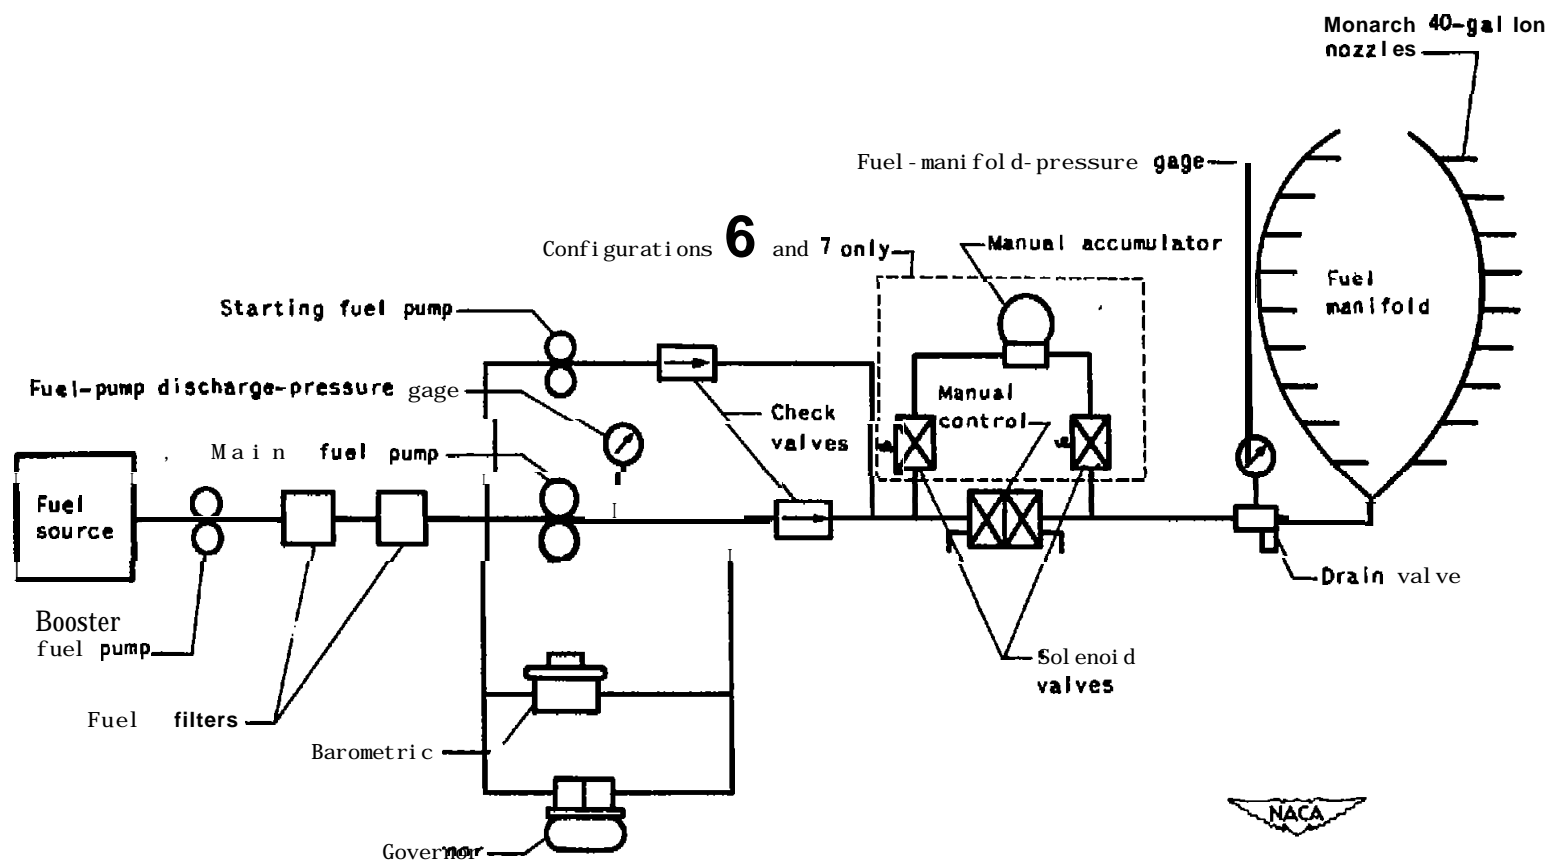 Monarch 40-gallon
nozzles
Fuel-manifold-pressure gage
Configurations 6 and 7 only
Manual accumulator
Fuel
manifold
Starting fuel pump
Fuel-pump discharge-pressure gage
Manual
control
Check
valves
Main fuel pump
Fuel
source
Drain valve
Booster
fuel pump
Solenoid
valves
Fuel filters
Barometric
Governor
NACA